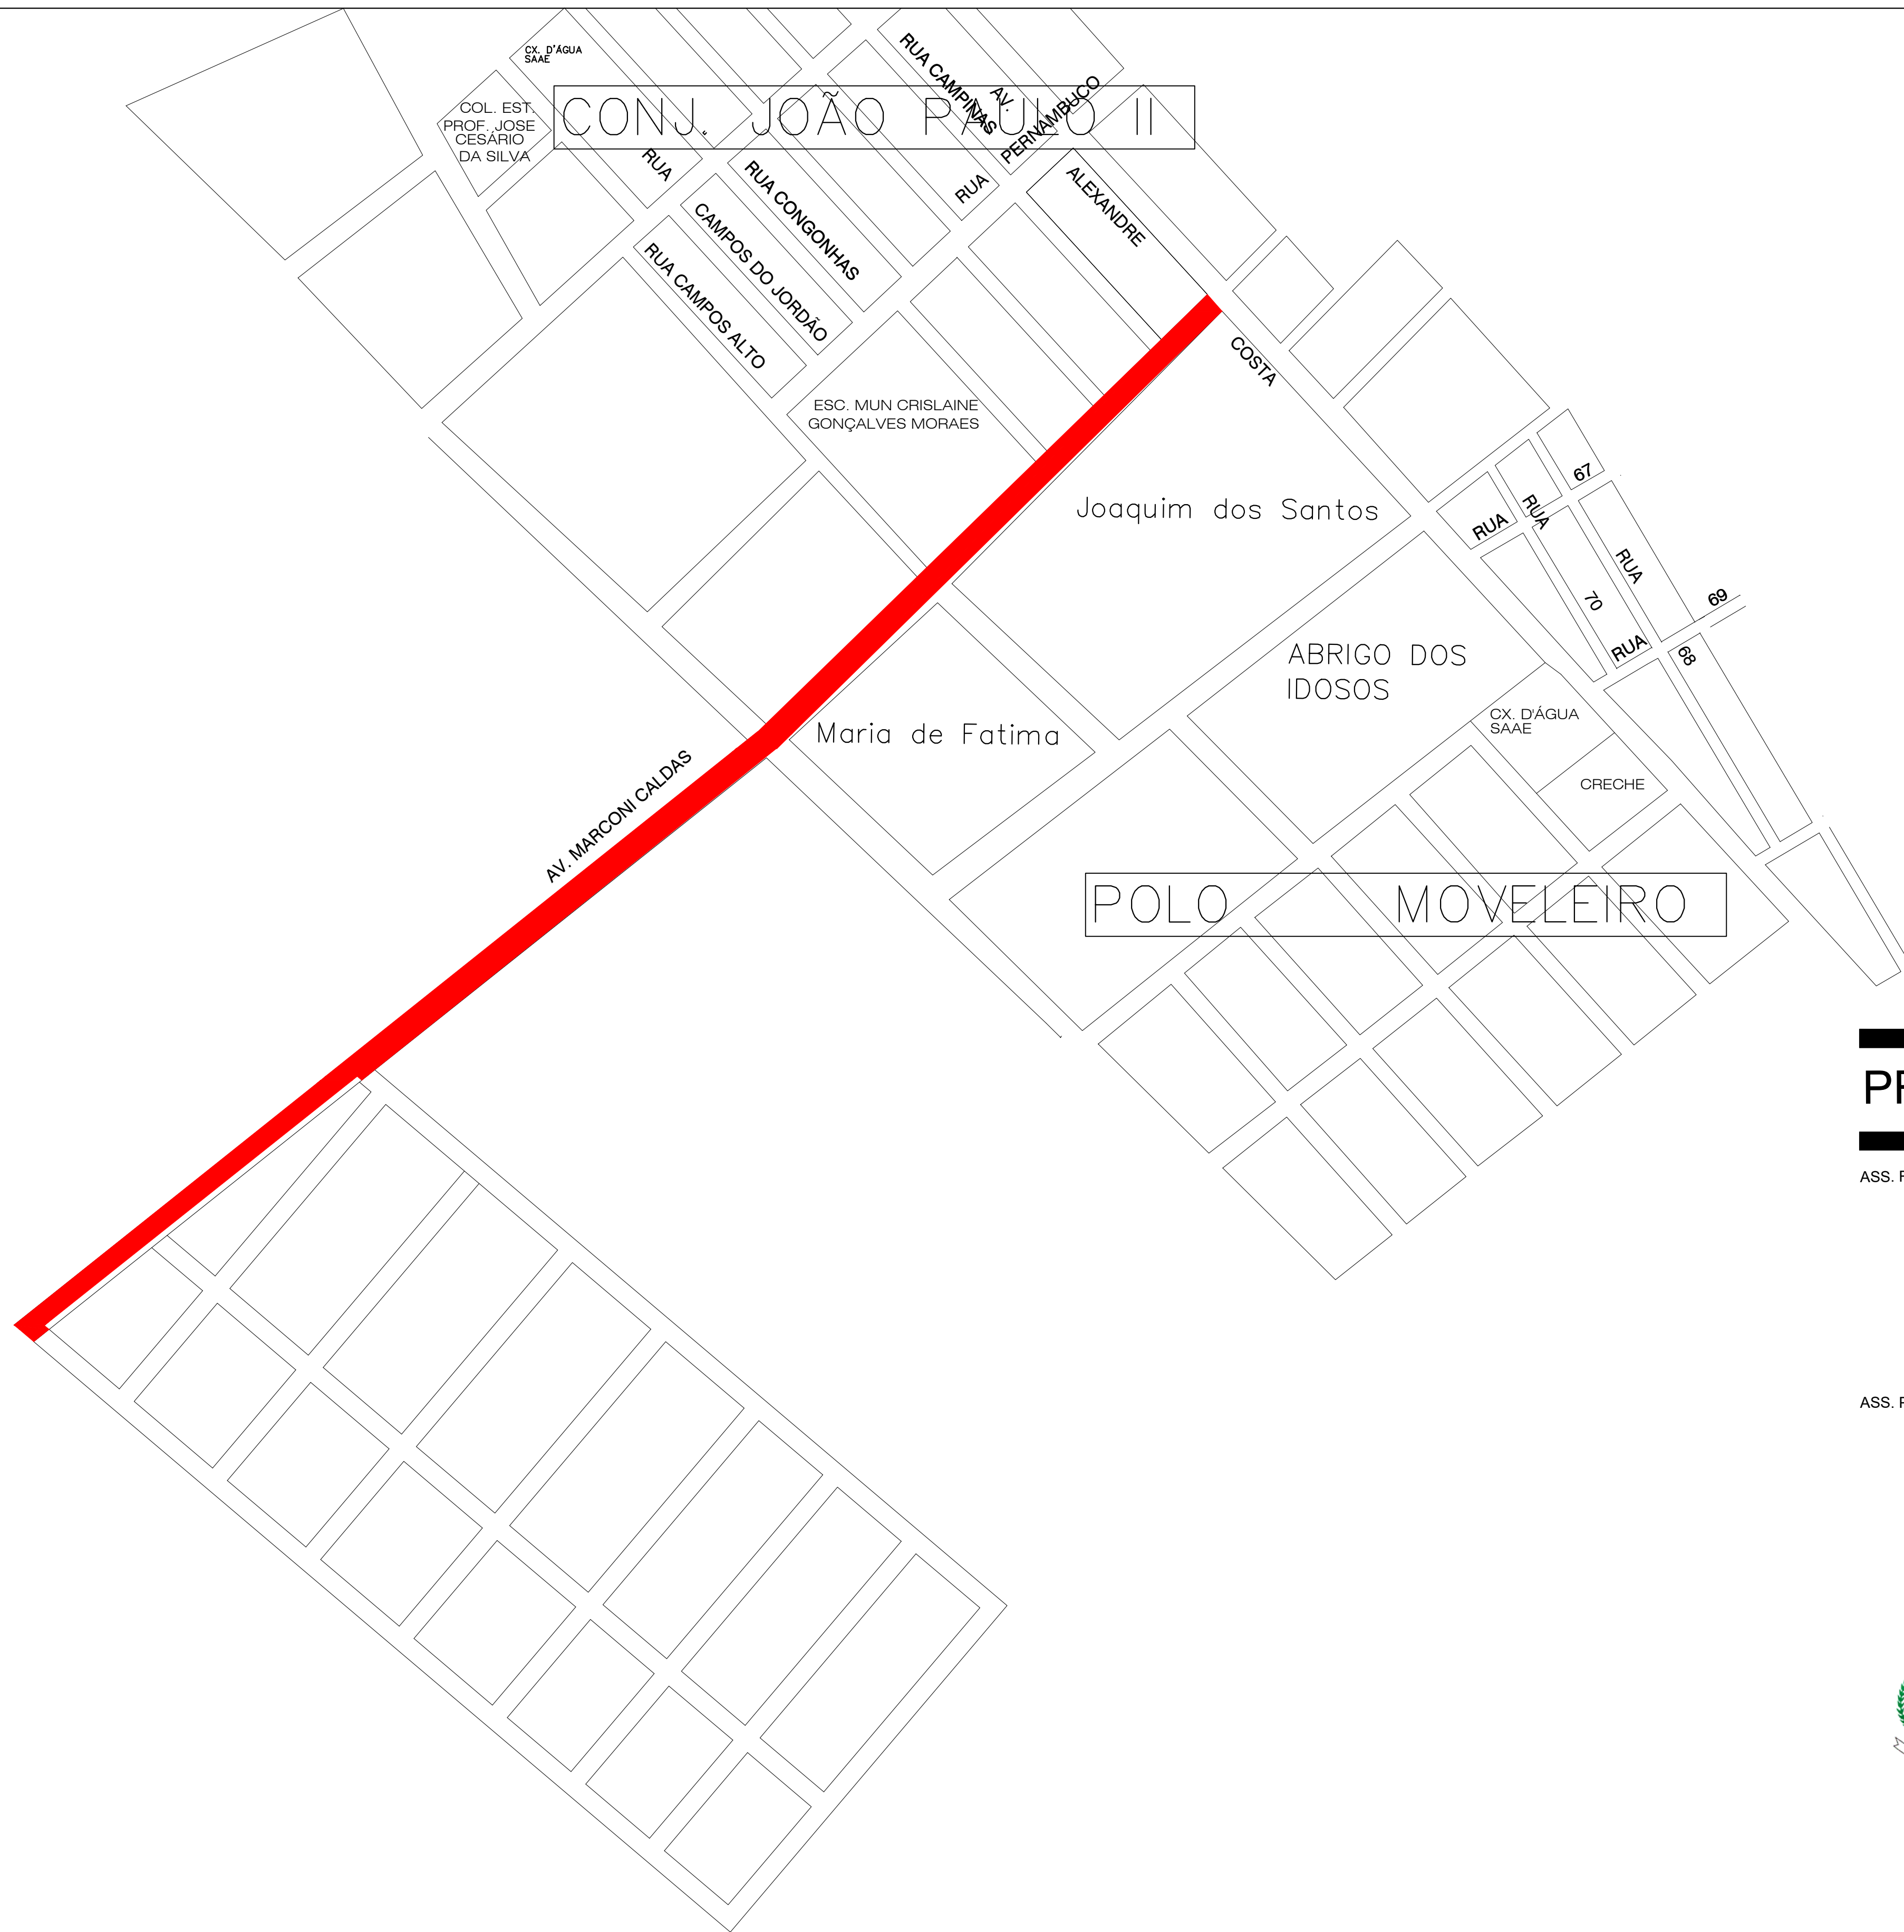 CX. D'ÁGUA
SAAE
COL. EST.
PROF. JOSE
CESÁRIO
DA SILVA
CONJ. JOÃO PAULO II
RUA CAMPINAS
AV.
PERNAMBUCO
RUA
RUA CONGONHAS
RUA
ALEXANDRE
CAMPOS DO JORDÃO
RUA CAMPOS ALTO
COSTA
ESC. MUN CRISLAINE
GONÇALVES MORAES
67
RUA
RUA
Joaquim dos Santos
RUA
70
69
RUA
68
ABRIGO DOS
IDOSOS
CX. D'ÁGUA
SAAE
Maria de Fatima
CRECHE
AV. MARCONI CALDAS
POLO MOVELEIRO
ASS.
ASS.